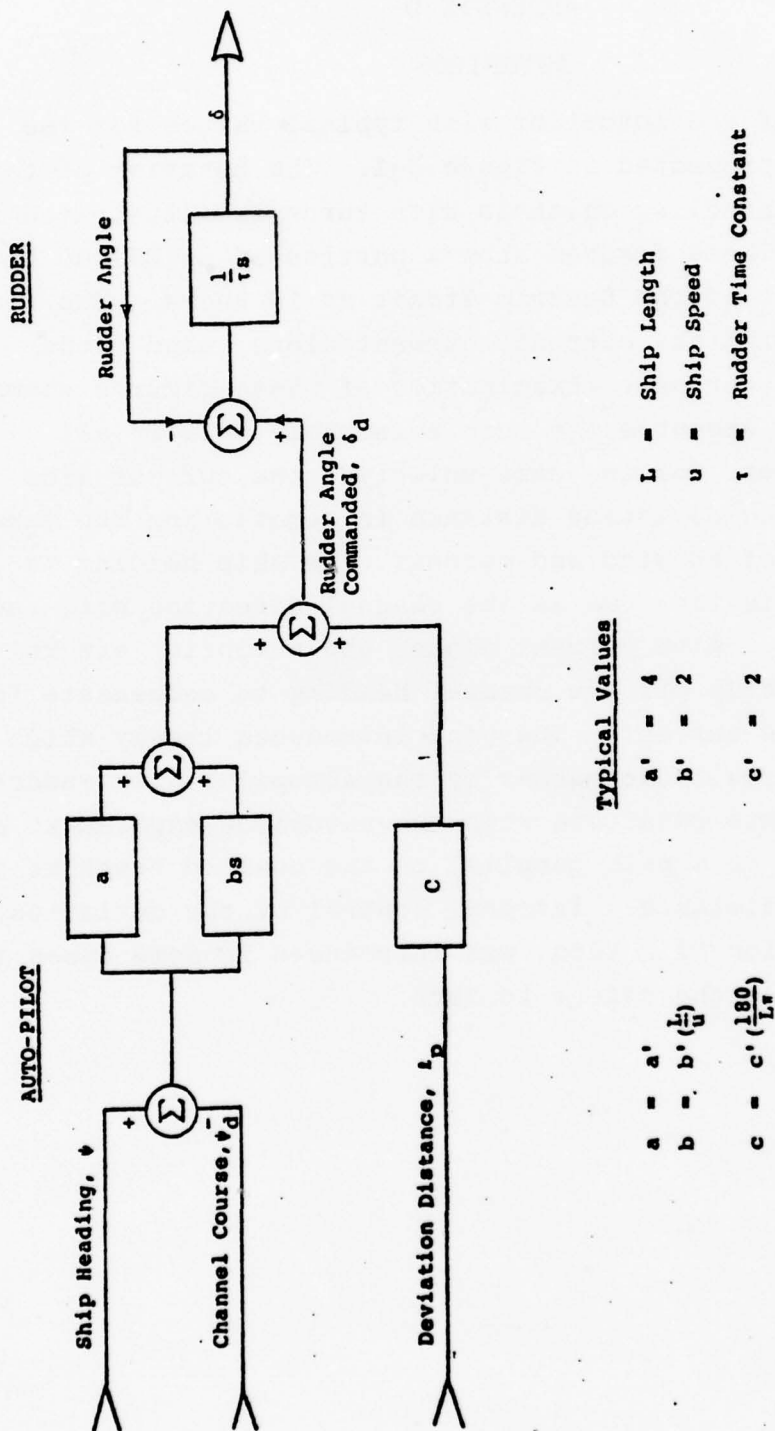 AUTO-PILOT
RUDDER
Ship Heading, ψ
Channel Course, ψd
Deviation Distance, ℓp
+
-
Σ
a
bs
+
+
Σ
C
+
+
Σ
Rudder Angle
Commanded, δd
Rudder Angle
-
+
Σ
1/τs
δ
a = a'
b = b'(L/u)
c = c'(180/Lπ)
Typical Values
a' = 4
b' = 2
c' = 2
L = Ship Length
u = Ship Speed
τ = Rudder Time Constant